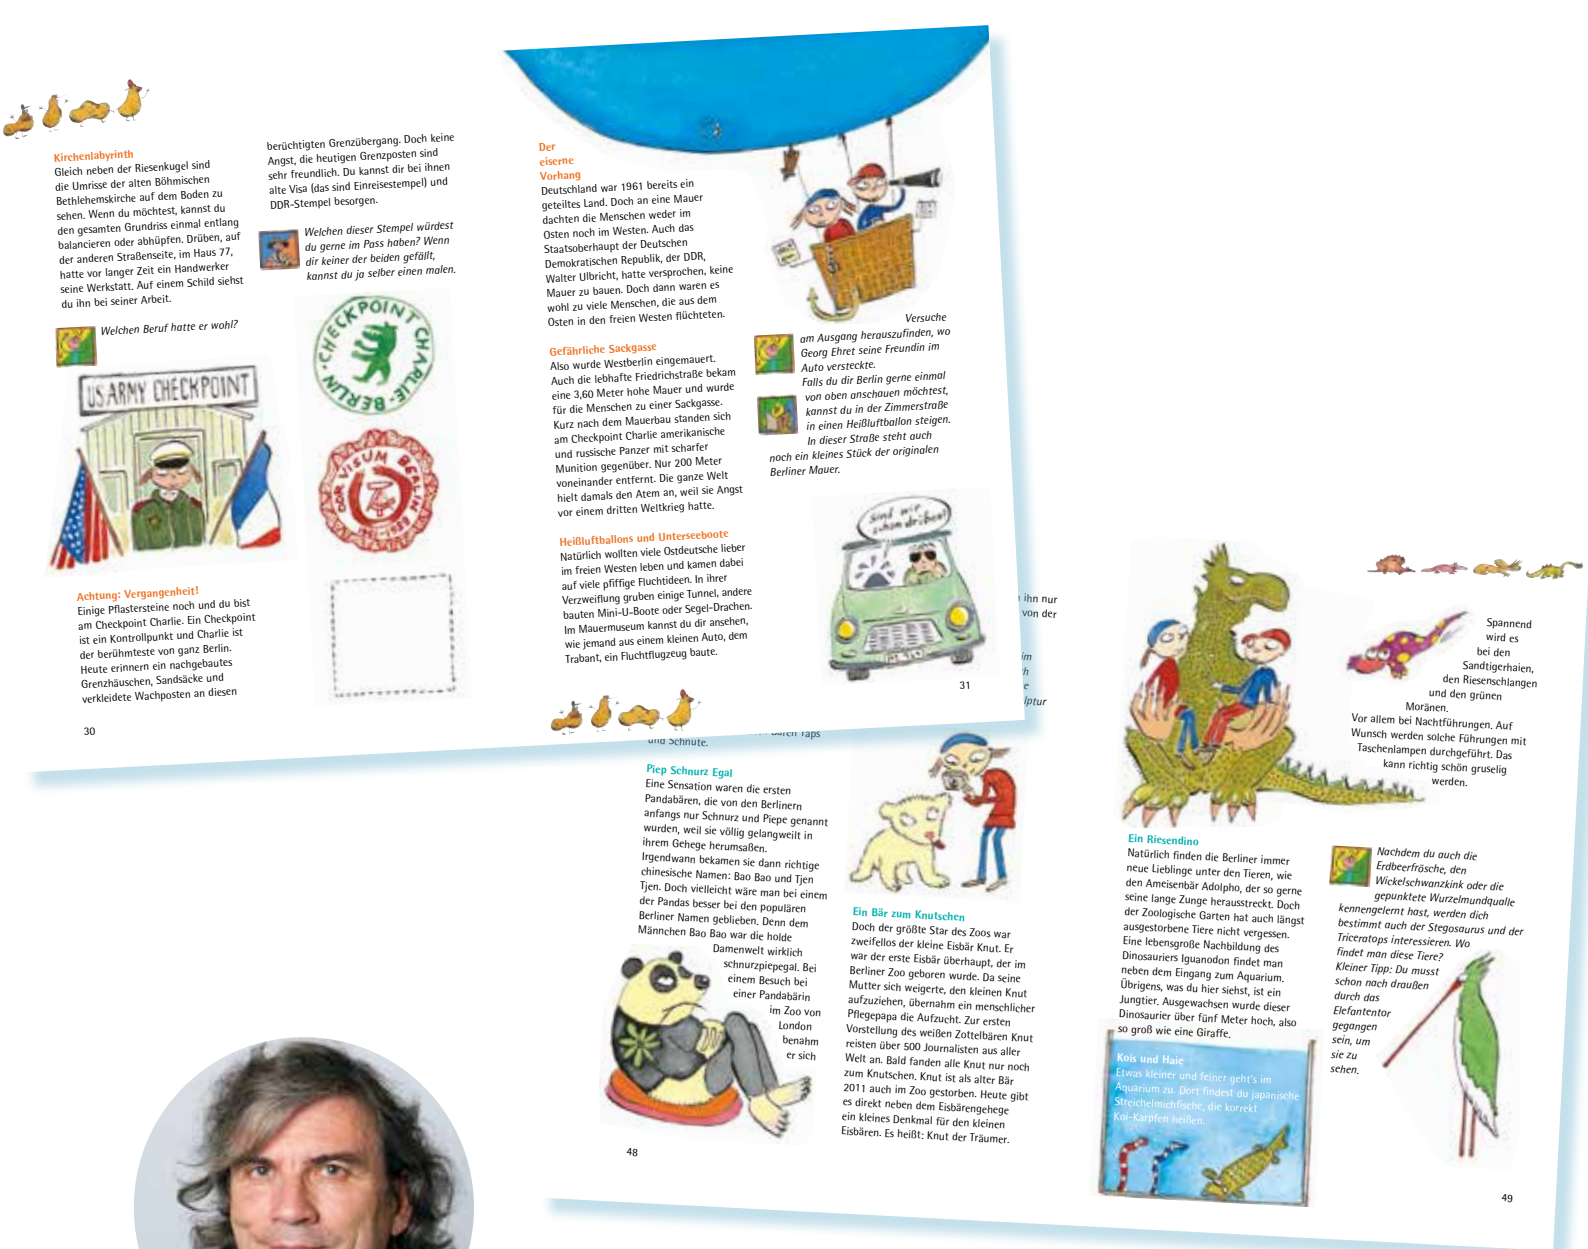 Kirchenlabyrinth
Gleich neben der Riesenkugel sind
die Umrisse der alten Böhmischen
Bethlehemskirche auf dem Boden zu
sehen. Wenn du möchtest, kannst du
den gesamten Grundriss einmal entlang
balancieren oder abhüpfen. Drüben, auf
der anderen Straßenseite, im Haus 77,
hatte vor langer Zeit ein Handwerker
seine Werkstatt. Auf einem Schild siehst
du ihn bei seiner Arbeit.
Welchen Beruf hatte er wohl?
US ARMY CHECKPOINT
Achtung: Vergangenheit!
Einige Pflastersteine noch und du bist
am Checkpoint Charlie. Ein Checkpoint
ist ein Kontrollpunkt und Charlie ist
der berühmteste von ganz Berlin.
Heute erinnern ein nachgebautes
Grenzhäuschen, Sandsäcke und
verkleidete Wachposten an diesen
30
berüchtigten Grenzübergang. Doch keine
Angst, die heutigen Grenzposten sind
sehr freundlich. Du kannst dir bei ihnen
alte Visa (das sind Einreisestempel) und
DDR-Stempel besorgen.
Welchen dieser Stempel würdest
du gerne im Pass haben? Wenn
dir keiner der beiden gefällt,
kannst du ja selber einen malen.
CHECKPOINT CHARLIE-BERLIN-
DDR VISUM BERLIN
1961-1989
Der
eiserne
Vorhang
Deutschland war 1961 bereits ein
geteiltes Land. Doch an eine Mauer
dachten die Menschen weder im
Osten noch im Westen. Auch das
Staatsoberhaupt der Deutschen
Demokratischen Republik, der DDR,
Walter Ulbricht, hatte versprochen, keine
Mauer zu bauen. Doch dann waren es
wohl zu viele Menschen, die aus dem
Osten in den freien Westen flüchteten.
Gefährliche Sackgasse
Also wurde Westberlin eingemauert.
Auch die lebhafte Friedrichstraße bekam
eine 3,60 Meter hohe Mauer und wurde
für die Menschen zu einer Sackgasse.
Kurz nach dem Mauerbau standen sich
am Checkpoint Charlie amerikanische
und russische Panzer mit scharfer
Munition gegenüber. Nur 200 Meter
voneinander entfernt. Die ganze Welt
hielt damals den Atem an, weil sie Angst
vor einem dritten Weltkrieg hatte.
Heißluftballons und Unterseeboote
Natürlich wollten viele Ostdeutsche lieber
im freien Westen leben und kamen dabei
auf viele pfiffige Fluchtideen. In ihrer
Verzweiflung gruben einige Tunnel, andere
bauten Mini-U-Boote oder Segel-Drachen.
Im Mauermuseum kannst du dir ansehen,
wie jemand aus einem kleinen Auto, dem
Trabant, ein Fluchtflugzeug baute.
Versuche
am Ausgang herauszufinden, wo
Georg Ehret seine Freundin im
Auto versteckte.
Falls du dir Berlin gerne einmal
von oben anschauen möchtest,
kannst du in der Zimmerstraße
in einen Heißluftballon steigen.
In dieser Straße steht auch
noch ein kleines Stück der originalen
Berliner Mauer.
Sind wir
schon drüben?
31
ihn nur
von der
im
lptur
Bären Taps
und Schnute.
Piep Schnurz Egal
Eine Sensation waren die ersten
Pandabären, die von den Berlinern
anfangs nur Schnurz und Piepe genannt
wurden, weil sie völlig gelangweilt in
ihrem Gehege herumsaßen.
Irgendwann bekamen sie dann richtige
chinesische Namen: Bao Bao und Tjen
Tjen. Doch vielleicht wäre man bei einem
der Pandas besser bei den populären
Berliner Namen geblieben. Denn dem
Männchen Bao Bao war die holde
Damenwelt wirklich
schnurzpiepegal. Bei
einem Besuch bei
einer Pandabärin
im Zoo von
London
benahm
er sich
48
Ein Bär zum Knutschen
Doch der größte Star des Zoos war
zweifellos der kleine Eisbär Knut. Er
war der erste Eisbär überhaupt, der im
Berliner Zoo geboren wurde. Da seine
Mutter sich weigerte, den kleinen Knut
aufzuziehen, übernahm ein menschlicher
Pflegepapa die Aufzucht. Zur ersten
Vorstellung des weißen Zottelbären Knut
reisten über 500 Journalisten aus aller
Welt an. Bald fanden alle Knut nur noch
zum Knutschen. Knut ist als alter Bär
2011 auch im Zoo gestorben. Heute gibt
es direkt neben dem Eisbärengehege
ein kleines Denkmal für den kleinen
Eisbären. Es heißt: Knut der Träumer.
Ein Riesendino
Natürlich finden die Berliner immer
neue Lieblinge unter den Tieren, wie
den Ameisenbär Adolpho, der so gerne
seine lange Zunge herausstreckt. Doch
der Zoologische Garten hat auch längst
ausgestorbene Tiere nicht vergessen.
Eine lebensgroße Nachbildung des
Dinosauriers Iguanodon findet man
neben dem Eingang zum Aquarium.
Übrigens, was du hier siehst, ist ein
Jungtier. Ausgewachsen wurde dieser
Dinosaurier über fünf Meter hoch, also
so groß wie eine Giraffe.
Kois und Haie
Etwas kleiner und feiner geht's im
Aquarium zu. Dort findest du japanische
Streichelmichfische, die korrekt
Koi-Karpfen heißen.
Spannend
wird es
bei den
Sandtigerhaien,
den Riesenschlangen
und den grünen
Moränen.
Vor allem bei Nachtführungen. Auf
Wunsch werden solche Führungen mit
Taschenlampen durchgeführt. Das
kann richtig schön gruselig
werden.
Nachdem du auch die
Erdbeerfrösche, den
Wickelschwanzkink oder die
gepunktete Wurzelmundqualle
kennengelernt hast, werden dich
bestimmt auch der Stegosaurus und der
Triceratops interessieren. Wo
findet man diese Tiere?
Kleiner Tipp: Du musst
schon nach draußen
durch das
Elefantentor
gegangen
sein, um
sie zu
sehen.
49